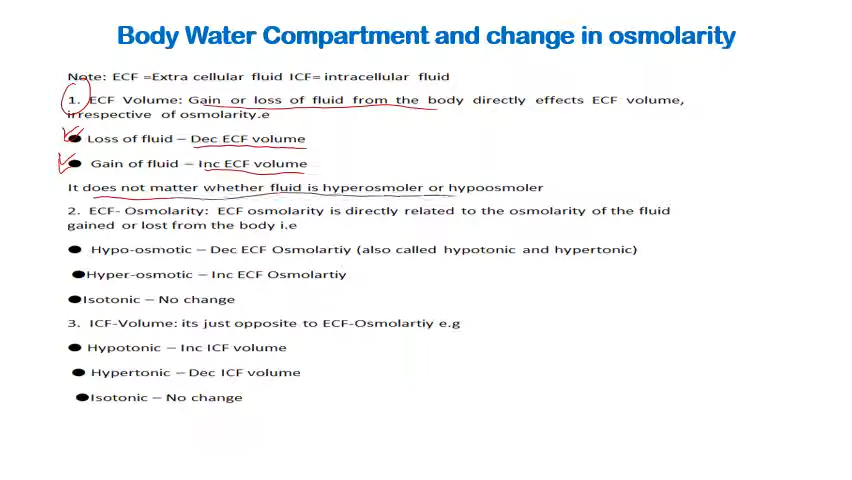 Body Water Compartment and change in osmolarity
Note: ECF =Extra cellular fluid ICF= intracellular fluid
1. ECF Volume: Gain or loss of fluid from the body directly effects ECF volume,
irrespective of osmolarity.e
● Loss of fluid – Dec ECF volume
● Gain of fluid – Inc ECF volume
It does not matter whether fluid is hyperosmoler or hypoosmoler
2. ECF- Osmolarity: ECF osmolarity is directly related to the osmolarity of the fluid
gained or lost from the body i.e
● Hypo-osmotic – Dec ECF Osmolartiy (also called hypotonic and hypertonic)
●Hyper-osmotic – Inc ECF Osmolartiy
●Isotonic – No change
3. ICF-Volume: its just opposite to ECF-Osmolartiy e.g
● Hypotonic – Inc ICF volume
● Hypertonic – Dec ICF volume
●Isotonic – No change